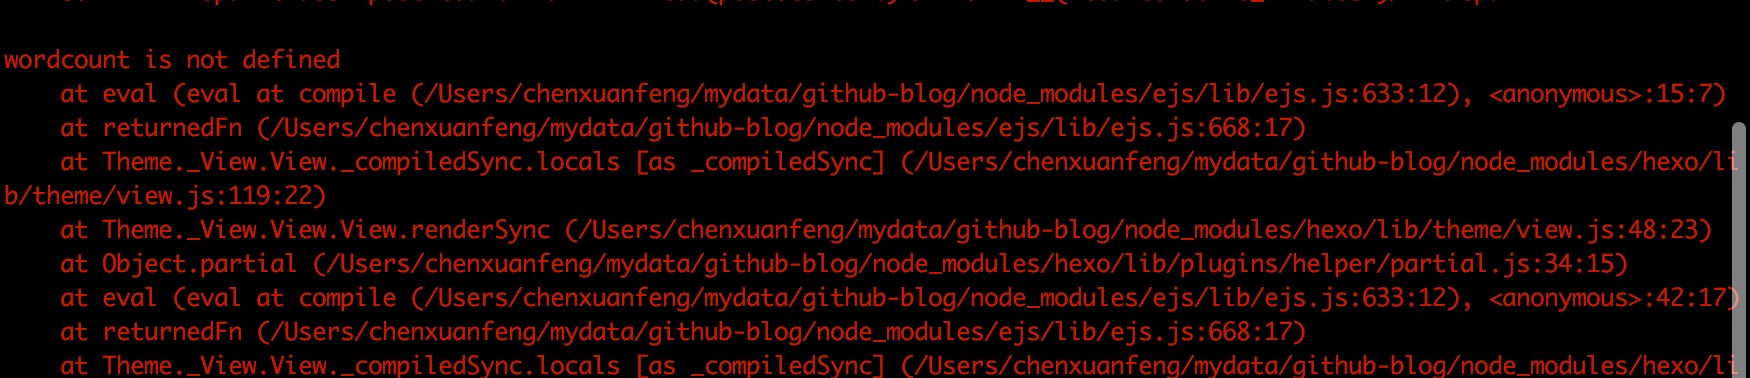 wordcount is not defined
at eval (eval at compile (/Users/chenxuanfeng/mydata/github-blog/node_modules/ejs/lib/ejs.js:633:12), <anonymous>:15:7)
at returnedFn (/Users/chenxuanfeng/mydata/github-blog/node_modules/ejs/lib/ejs.js:668:17)
at Theme._View.View._compiledSync.locals [as _compiledSync] (/Users/chenxuanfeng/mydata/github-blog/node_modules/hexo/li
b/theme/view.js:119:22)
at Theme._View.View.View.renderSync (/Users/chenxuanfeng/mydata/github-blog/node_modules/hexo/lib/theme/view.js:48:23)
at Object.partial (/Users/chenxuanfeng/mydata/github-blog/node_modules/hexo/lib/plugins/helper/partial.js:34:15)
at eval (eval at compile (/Users/chenxuanfeng/mydata/github-blog/node_modules/ejs/lib/ejs.js:633:12), <anonymous>:42:17)
at returnedFn (/Users/chenxuanfeng/mydata/github-blog/node_modules/ejs/lib/ejs.js:668:17)
at Theme._View.View._compiledSync.locals [as _compiledSync] (/Users/chenxuanfeng/mydata/github-blog/node_modules/hexo/li